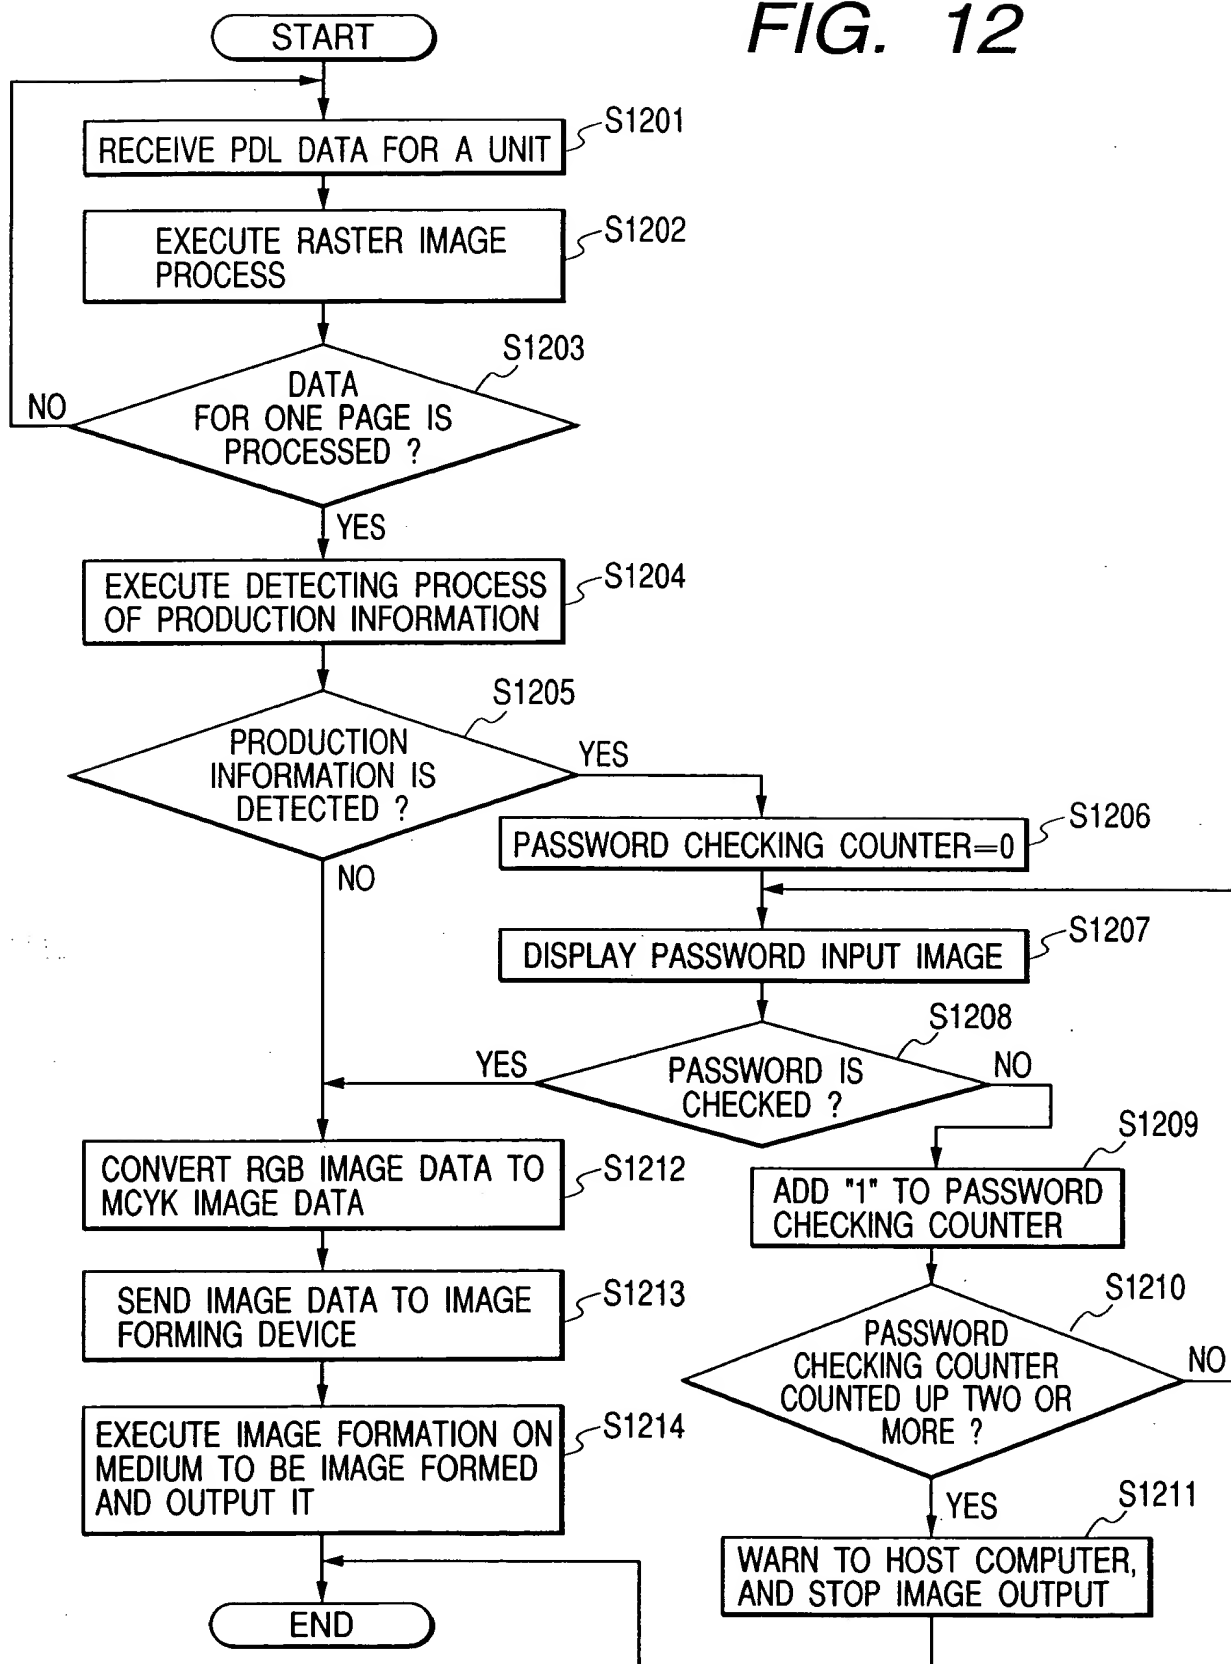 FIG. 12
START
S1201
RECEIVE PDL DATA FOR A UNIT
S1202
EXECUTE RASTER IMAGE
PROCESS
S1203
DATA
FOR ONE PAGE IS
PROCESSED ?
NO
YES
S1204
EXECUTE DETECTING PROCESS
OF PRODUCTION INFORMATION
S1205
PRODUCTION
INFORMATION IS
DETECTED ?
YES
NO
S1206
PASSWORD CHECKING COUNTER=0
S1207
DISPLAY PASSWORD INPUT IMAGE
S1208
PASSWORD IS
CHECKED ?
YES
NO
S1209
ADD "1" TO PASSWORD
CHECKING COUNTER
S1210
PASSWORD
CHECKING COUNTER
COUNTED UP TWO OR
MORE ?
NO
YES
S1211
WARN TO HOST COMPUTER,
AND STOP IMAGE OUTPUT
S1212
CONVERT RGB IMAGE DATA TO
MCYK IMAGE DATA
S1213
SEND IMAGE DATA TO IMAGE
FORMING DEVICE
S1214
EXECUTE IMAGE FORMATION ON
MEDIUM TO BE IMAGE FORMED
AND OUTPUT IT
END